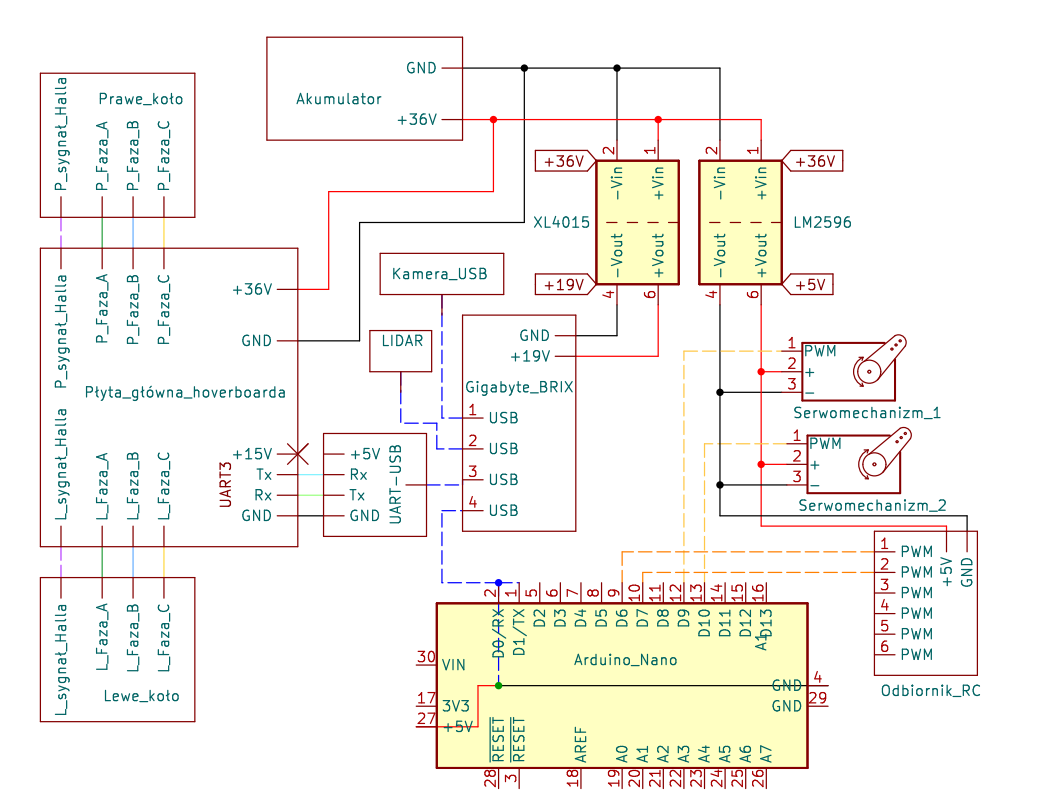 GND
Akumulator
+36V
P_sygnał_Halla
Prawe_koło
P_Faza_A
P_Faza_B
P_Faza_C
P_sygnał_Halla
P_Faza_A
P_Faza_B
P_Faza_C
+36V
GND
Płyta_główna_hoverboarda
L_sygnał_Halla
L_Faza_A
L_Faza_B
L_Faza_C
+15V
Tx
Rx
GND
UART3
+5V
Rx
Tx
GND
UART-USB
L_sygnał_Halla
L_Faza_A
L_Faza_B
L_Faza_C
Lewe_koło
Kamera_USB
LIDAR
GND
+19V
Gigabyte_BRIX
1 USB
2 USB
3 USB
4 USB
+36V
2
1
-Vin
+Vin
XL4015
-Vout
+Vout
+19V
4
6
2
1
+36V
-Vin
+Vin
LM2596
-Vout
+Vout
+5V
4
6
1 PWM
2 +
3 -
Serwomechanizm_1
1 PWM
2 +
3 -
Serwomechanizm_2
1 PWM
2 PWM
3 PWM
4 PWM
5 PWM
6 PWM
+5V
GND
Odbiornik_RC
2 1 5 6 7 8 9 10 11 12 13 14 15 16
D0/RX D1/TX D2 D3 D4 D5 D6 D7 D8 D9 D10 D11 D12 D13
A1
Arduino_Nano
30 VIN
17 3V3
27 +5V
GND 4
GND 29
RESET RESET AREF A0 A1 A2 A3 A4 A5 A6 A7
28 3 18 19 20 21 22 23 24 25 26